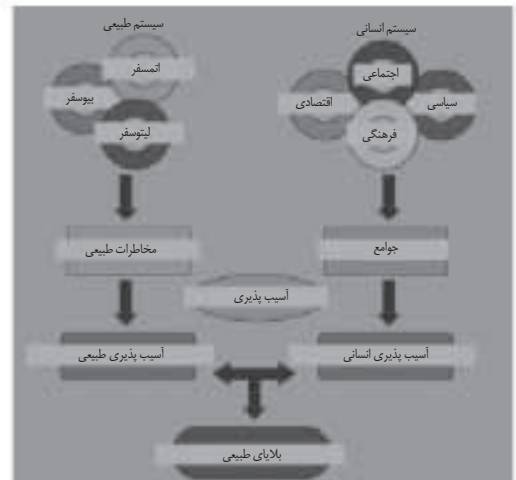 سیستم انسانی
سیستم طبیعی
اجتماعی
سیاسی
اقتصادی
فرهنگی
اتمسفر
بیوسفر
لیتوسفر
جوامع
مخاطرات طبیعی
آسیب پذیری
آسیب پذیری انسانی
آسیب پذیری طبیعی
بلایای طبیعی